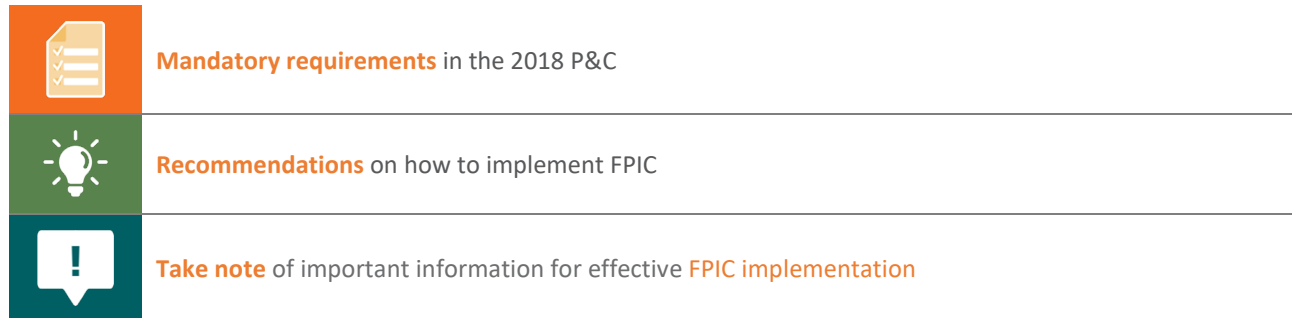 Mandatory requirements in the 2018 P&C
Recommendations on how to implement FPIC
!
Take note of important information for effective FPIC implementation